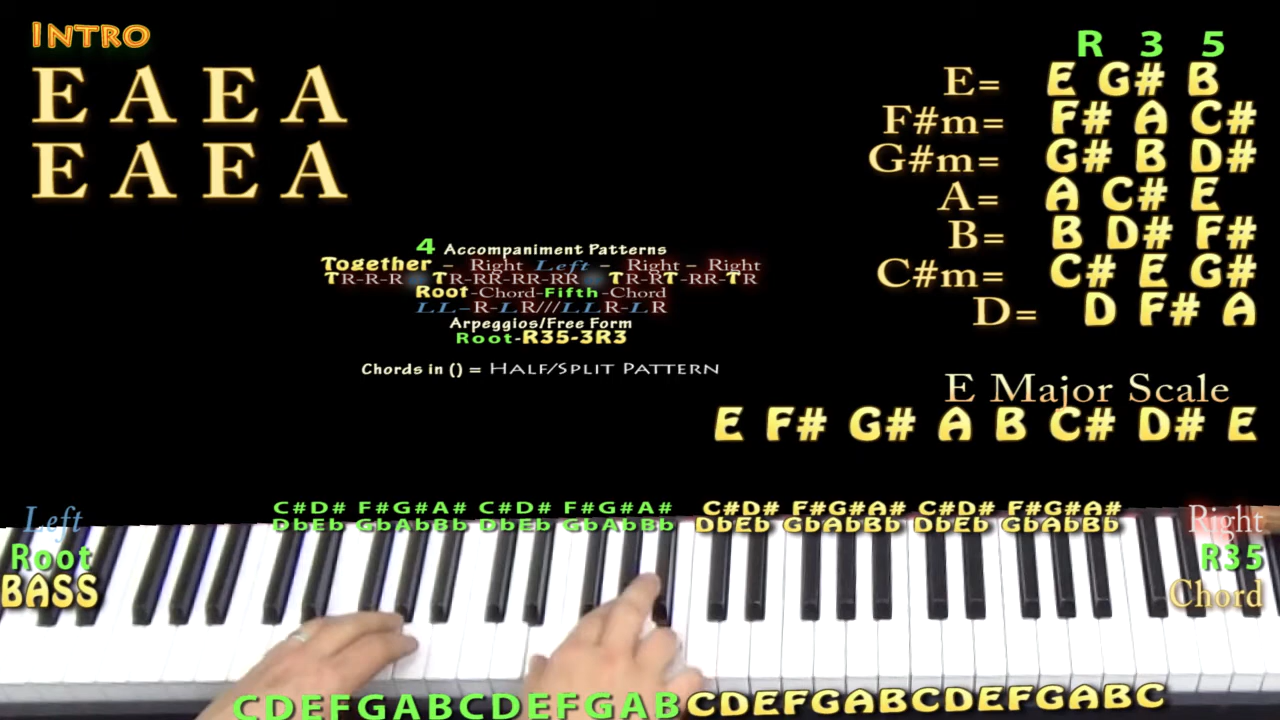 INTRO
E A E A
E A E A
R 3 5
E= E G# B
F#m= F# A C#
G#m= G# B D#
A= A C# E
B= B D# F#
C#m= C# E G#
D= D F# A
4 Accompaniment Patterns
Together - Right Left - Right - Right
TR-R-R TR-RR-RR-RR TR-RT-RR-TR
Root-Chord-Fifth-Chord
LL-R-LR///LLR-LR
Arpeggios/Free Form
Root-R35-3R3
Chords in () = HALF/SPLIT PATTERN
E Major Scale
E F# G# A B C# D# E
C#D# F#G#A# C#D# F#G#A# C#D# F#G#A# C#D# F#G#A#
DbEb GbAbBb DbEb GbAbBb DbEb GbAbBb DbEb GbAbBb
Left
Root
BASS
Right
R35
Chord
CDEFGABCDEFGABCDEFGABCDEFGABC